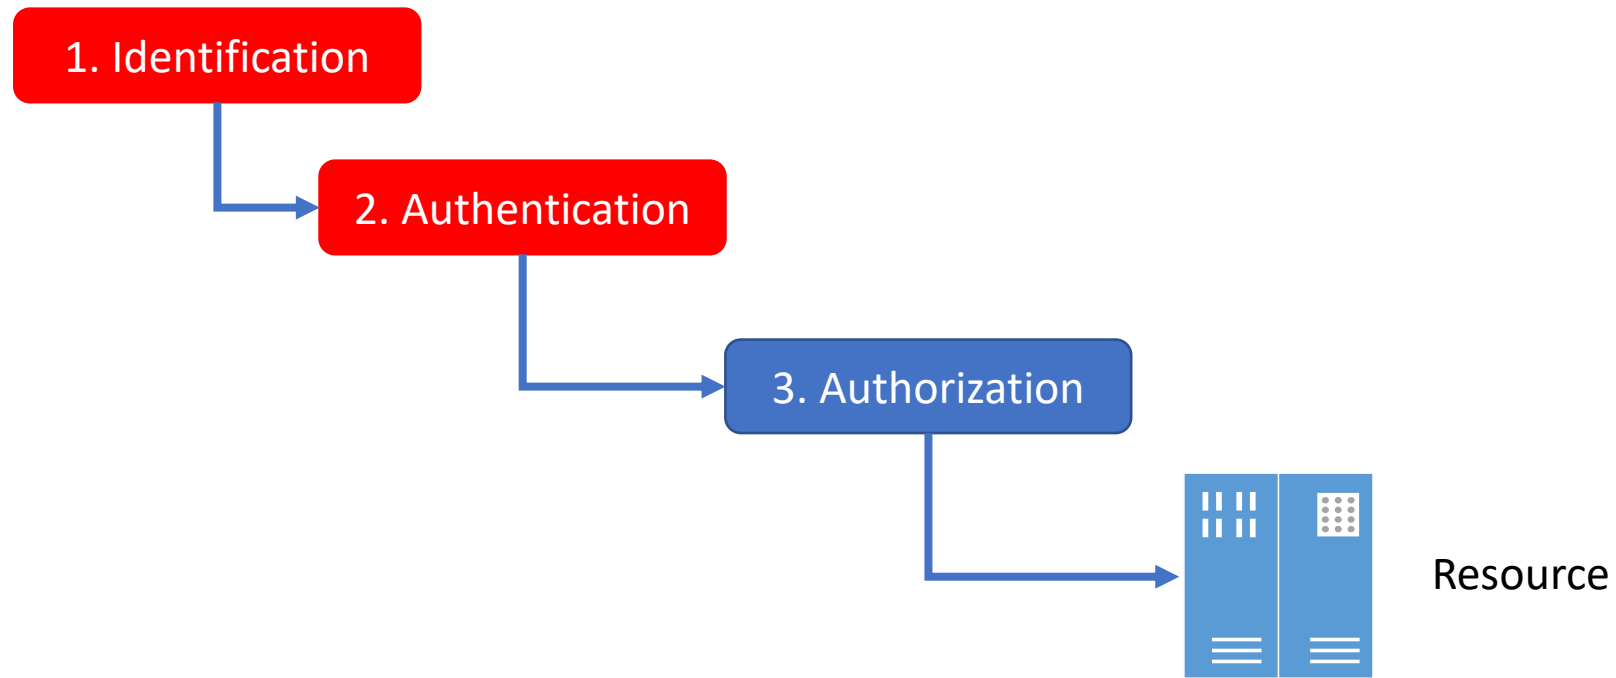 1. Identification
2. Authentication
3. Authorization
Resource